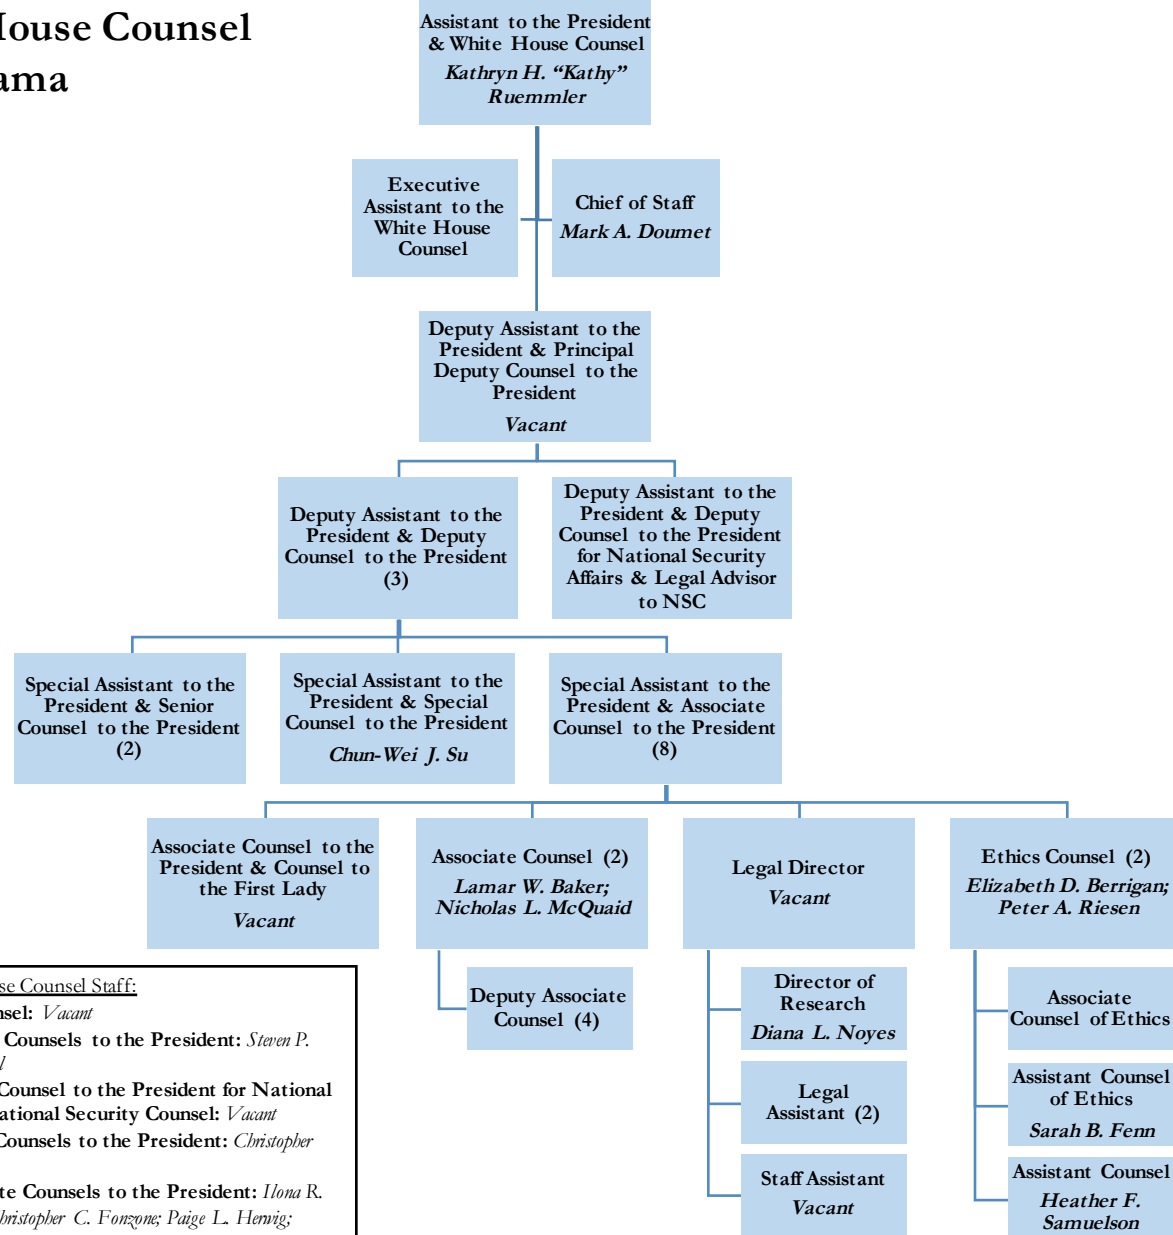 House Counsel
ama
Assistant to the President
& White House Counsel
Kathryn H. “Kathy”
Ruemmler
Executive
Assistant to the
White House
Counsel
Chief of Staff
Mark A. Doumet
Deputy Assistant to the
President & Principal
Deputy Counsel to the
President
Vacant
Deputy Assistant to the
President & Deputy
Counsel to the President
(3)
Deputy Assistant to the
President & Deputy
Counsel to the President
for National Security
Affairs & Legal Advisor
to NSC
Special Assistant to the
President & Senior
Counsel to the President
(2)
Special Assistant to the
President & Special
Counsel to the President
Chun-Wei J. Su
Special Assistant to the
President & Associate
Counsel to the President
(8)
Associate Counsel to the
President & Counsel to
the First Lady
Vacant
Associate Counsel (2)
Lamar W. Baker;
Nicholas L. McQuaid
Legal Director
Vacant
Ethics Counsel (2)
Elizabeth D. Berrigan;
Peter A. Riesen
Deputy Associate
Counsel (4)
Director of
Research
Diana L. Noyes
Legal
Assistant (2)
Staff Assistant
Vacant
Associate
Counsel of Ethics
Assistant Counsel
of Ethics
Sarah B. Fenn
Assistant Counsel
Heather F.
Samuelson
se Counsel Staff:
nsel: Vacant
Counsels to the President: Steven P.
l
Counsel to the President for National
ational Security Counsel: Vacant
Counsels to the President: Christopher
te Counsels to the President: Ilona R.
hristopher C. Fonzone; Paige L. Herwig;